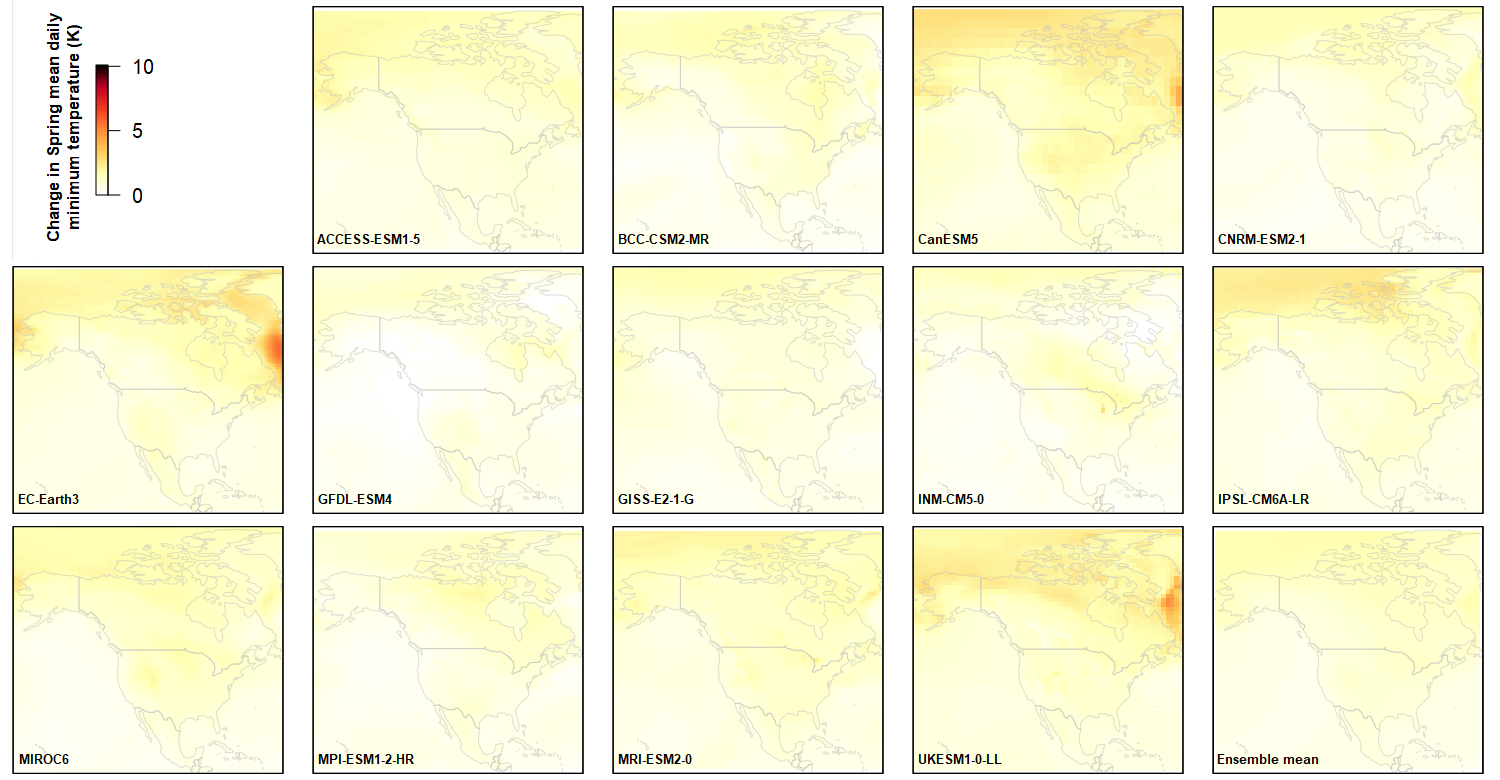 Change in Spring mean daily
minimum temperature (K)
10
5
0
ACCESS-ESM1-5
BCC-CSM2-MR
CanESM5
CNRM-ESM2-1
EC-Earth3
GFDL-ESM4
GISS-E2-1-G
INM-CM5-0
IPSL-CM6A-LR
MIROC6
MPI-ESM1-2-HR
MRI-ESM2-0
UKESM1-0-LL
Ensemble mean